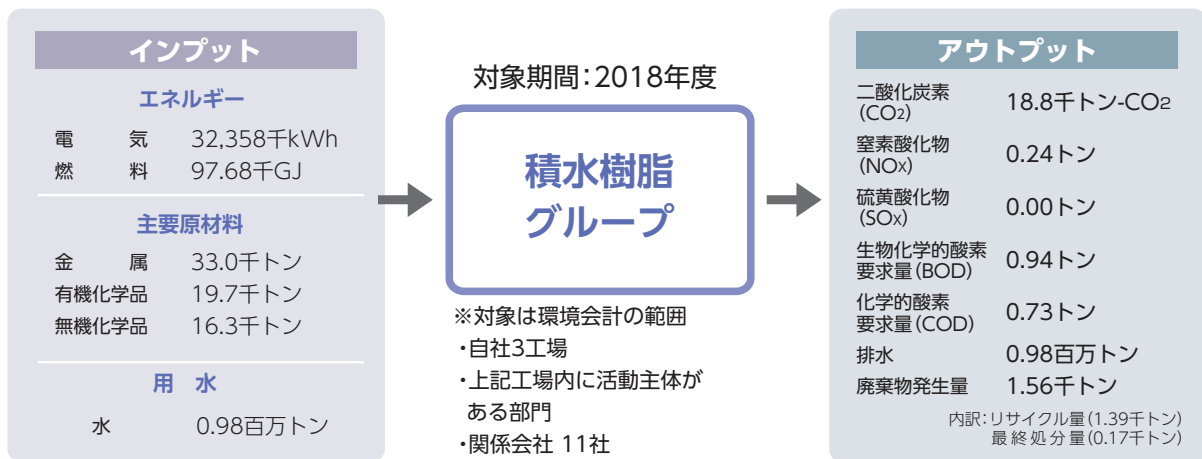 インプット
エネルギー
電気 32,358千kWh
燃料 97.68千GJ
主要原材料
金属 33.0千トン
有機化学品 19.7千トン
無機化学品 16.3千トン
用水
水 0.98百万トン
対象期間:2018年度
積水樹脂
グループ
※対象は環境会計の範囲
・自社3工場
・上記工場内に活動主体が
ある部門
・関係会社 11社
アウトプット
二酸化炭素
(CO2) 18.8千トン-CO2
窒素酸化物
(NOx) 0.24トン
硫黄酸化物
(SOx) 0.00トン
生物化学的酸素
要求量(BOD) 0.94トン
化学的酸素
要求量(COD) 0.73トン
排水 0.98百万トン
廃棄物発生量 1.56千トン
内訳:リサイクル量(1.39千トン)
最終処分量(0.17千トン)